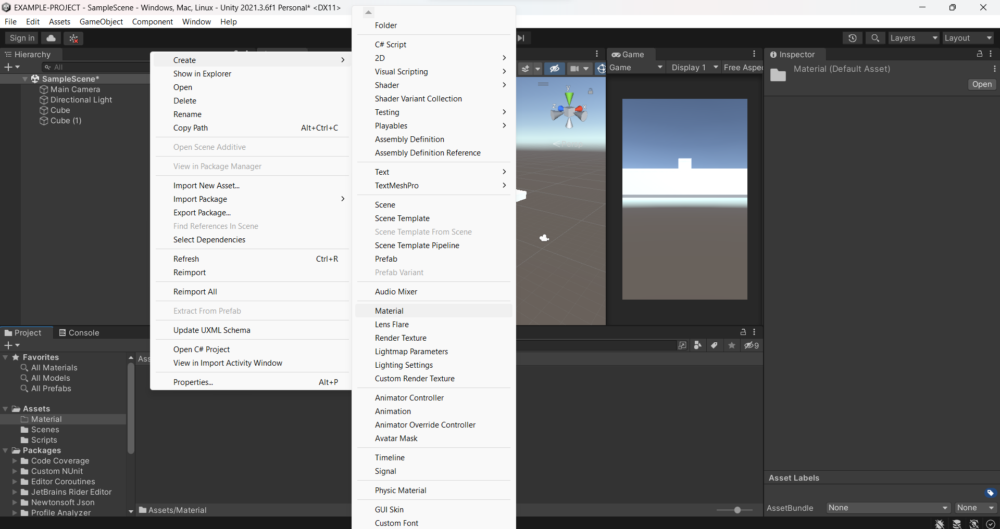 EXAMPLE-PROJECT - SampleScene - Windows, Mac, Linux - Unity 2021.3.6f1 Personal* <DX11>
File Edit Assets GameObject Component Window Help
Sign in
Layers
Layout
Hierarchy
All
SampleScene*
Main Camera
Directional Light
Cube
Cube (1)
Create
Show in Explorer
Open
Delete
Rename
Copy Path Alt+Ctrl+C
Open Scene Additive
View in Package Manager
Import New Asset...
Import Package
Export Package...
Find References In Scene
Select Dependencies
Refresh Ctrl+R
Reimport
Reimport All
Extract From Prefab
Update UXML Schema
Open C# Project
View in Import Activity Window
Properties... Alt+P
Folder
C# Script
2D
Visual Scripting
Shader
Shader Variant Collection
Testing
Playables
Assembly Definition
Assembly Definition Reference
Text
TextMeshPro
Scene
Scene Template
Scene Template From Scene
Scene Template Pipeline
Prefab
Prefab Variant
Audio Mixer
Material
Lens Flare
Render Texture
Lightmap Parameters
Lighting Settings
Custom Render Texture
Animator Controller
Animation
Animator Override Controller
Avatar Mask
Timeline
Signal
Physic Material
GUI Skin
Custom Font
y
z
x
Persp
Game
Game Display 1 Free Aspec
Inspector
Material (Default Asset)
Open
Project Console
9
Favorites
All Materials
All Models
All Prefabs
Assets
Material
Scenes
Scripts
Packages
Code Coverage
Custom NUnit
Editor Coroutines
JetBrains Rider Editor
Newtonsoft Json
Profile Analyzer
Ass
Assets/Material
Asset Labels
AssetBundle None None